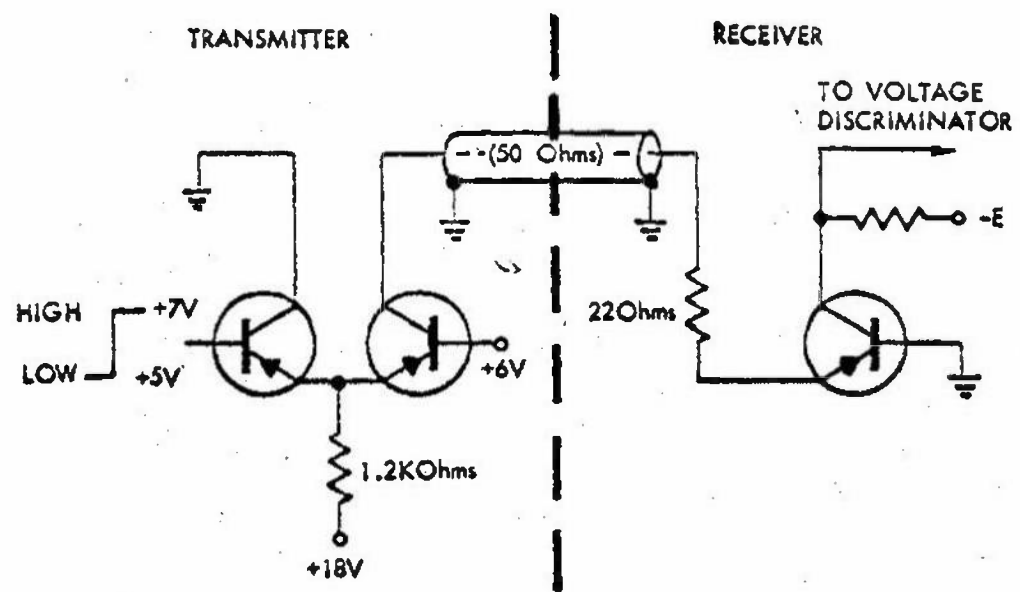 TRANSMITTER
RECEIVER
TO VOLTAGE
DISCRIMINATOR
(50 Ohms)
-E
HIGH
+7V
22Ohms
LOW
+5V
+6V
1.2KOhms
+18V